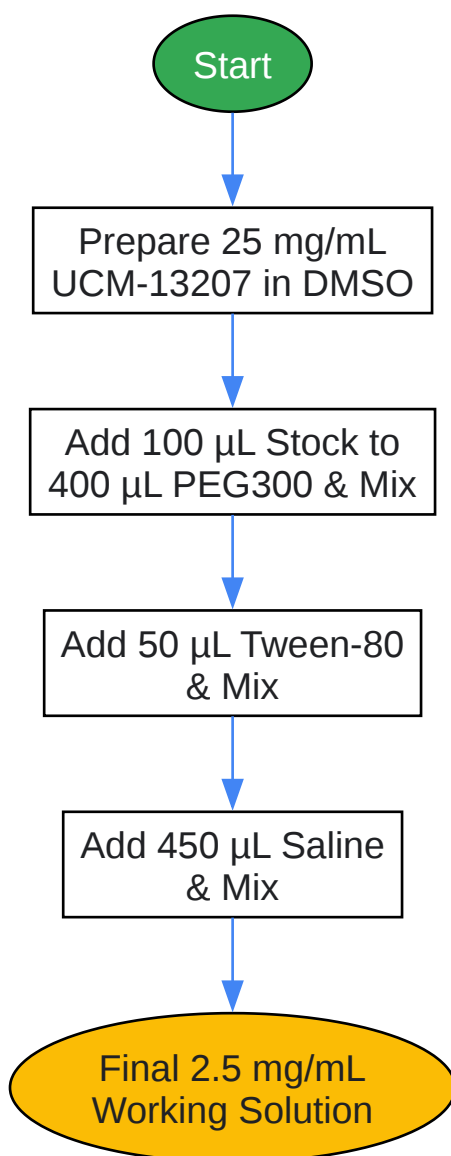 Start
Prepare 25 mg/mL
UCM-13207 in DMSO
Add 100 µL Stock to
400 µL PEG300 & Mix
Add 50 µL Tween-80
& Mix
Add 450 µL Saline
& Mix
Final 2.5 mg/mL
Working Solution